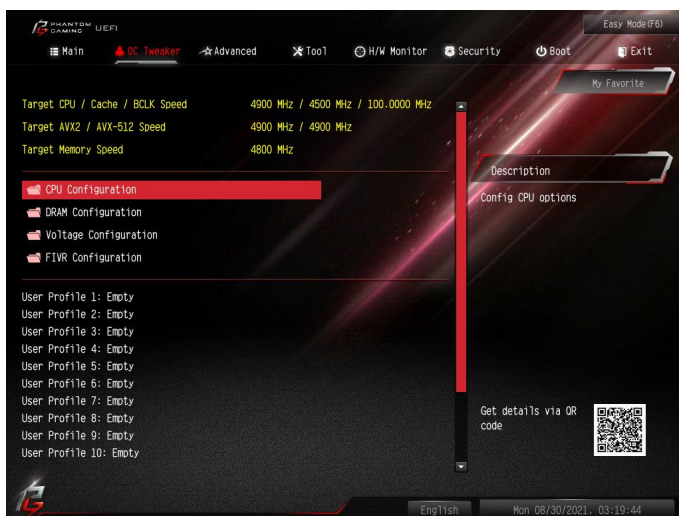 PHANTOM GAMING UEFI
Easy Mode(F6)
Main OC Tweaker Advanced Tool H/W Monitor Security Boot Exit
My Favorite
Target CPU / Cache / BCLK Speed 4900 MHz / 4500 MHz / 100.0000 MHz
Target AVX2 / AVX-512 Speed 4900 MHz / 4900 MHz
Target Memory Speed 4800 MHz
Description
CPU Configuration
Config CPU options
DRAM Configuration
Voltage Configuration
FIVR Configuration
User Profile 1: Empty
User Profile 2: Empty
User Profile 3: Empty
User Profile 4: Empty
User Profile 5: Empty
User Profile 6: Empty
User Profile 7: Empty
User Profile 8: Empty
User Profile 9: Empty
User Profile 10: Empty
Get details via QR
code
English
Mon 08/30/2021, 03:19:44